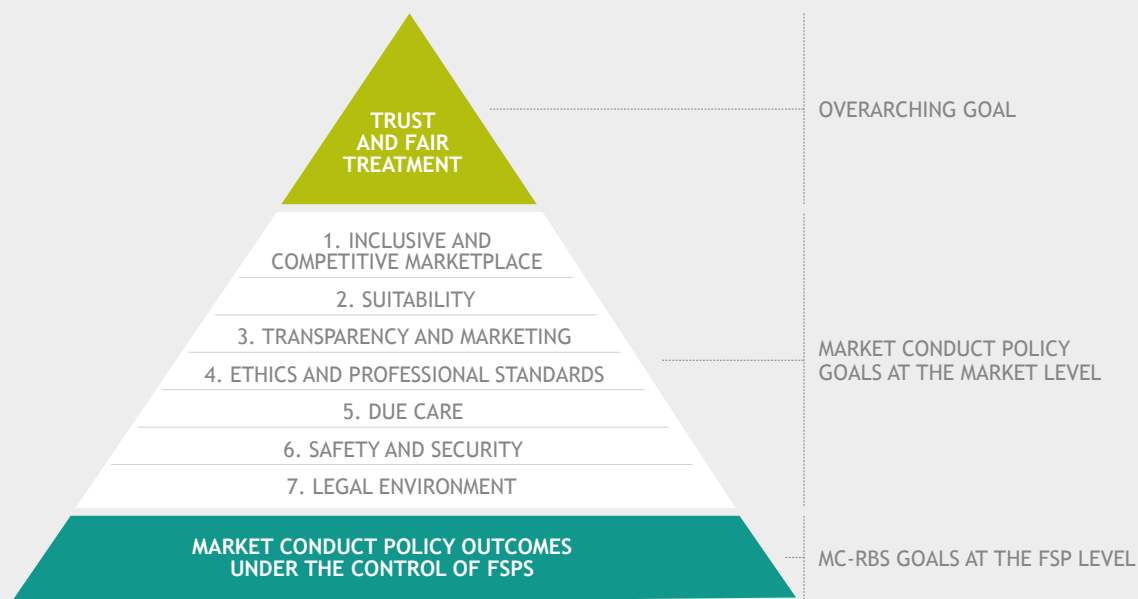 TRUST
AND FAIR
TREATMENT
OVERARCHING GOAL
1. INCLUSIVE AND
COMPETITIVE MARKETPLACE
2. SUITABILITY
3. TRANSPARENCY AND MARKETING
4. ETHICS AND PROFESSIONAL STANDARDS
5. DUE CARE
6. SAFETY AND SECURITY
7. LEGAL ENVIRONMENT
MARKET CONDUCT POLICY
GOALS AT THE MARKET LEVEL
MARKET CONDUCT POLICY OUTCOMES
UNDER THE CONTROL OF FSPS
MC-RBS GOALS AT THE FSP LEVEL